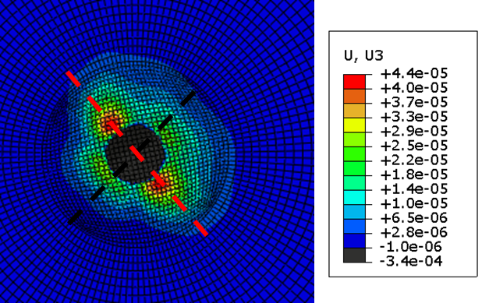 U, U3
+4.4e-05
+4.0e-05
+3.7e-05
+3.3e-05
+2.9e-05
+2.5e-05
+2.2e-05
+1.8e-05
+1.4e-05
+1.0e-05
+6.5e-06
+2.8e-06
-1.0e-06
-3.4e-04